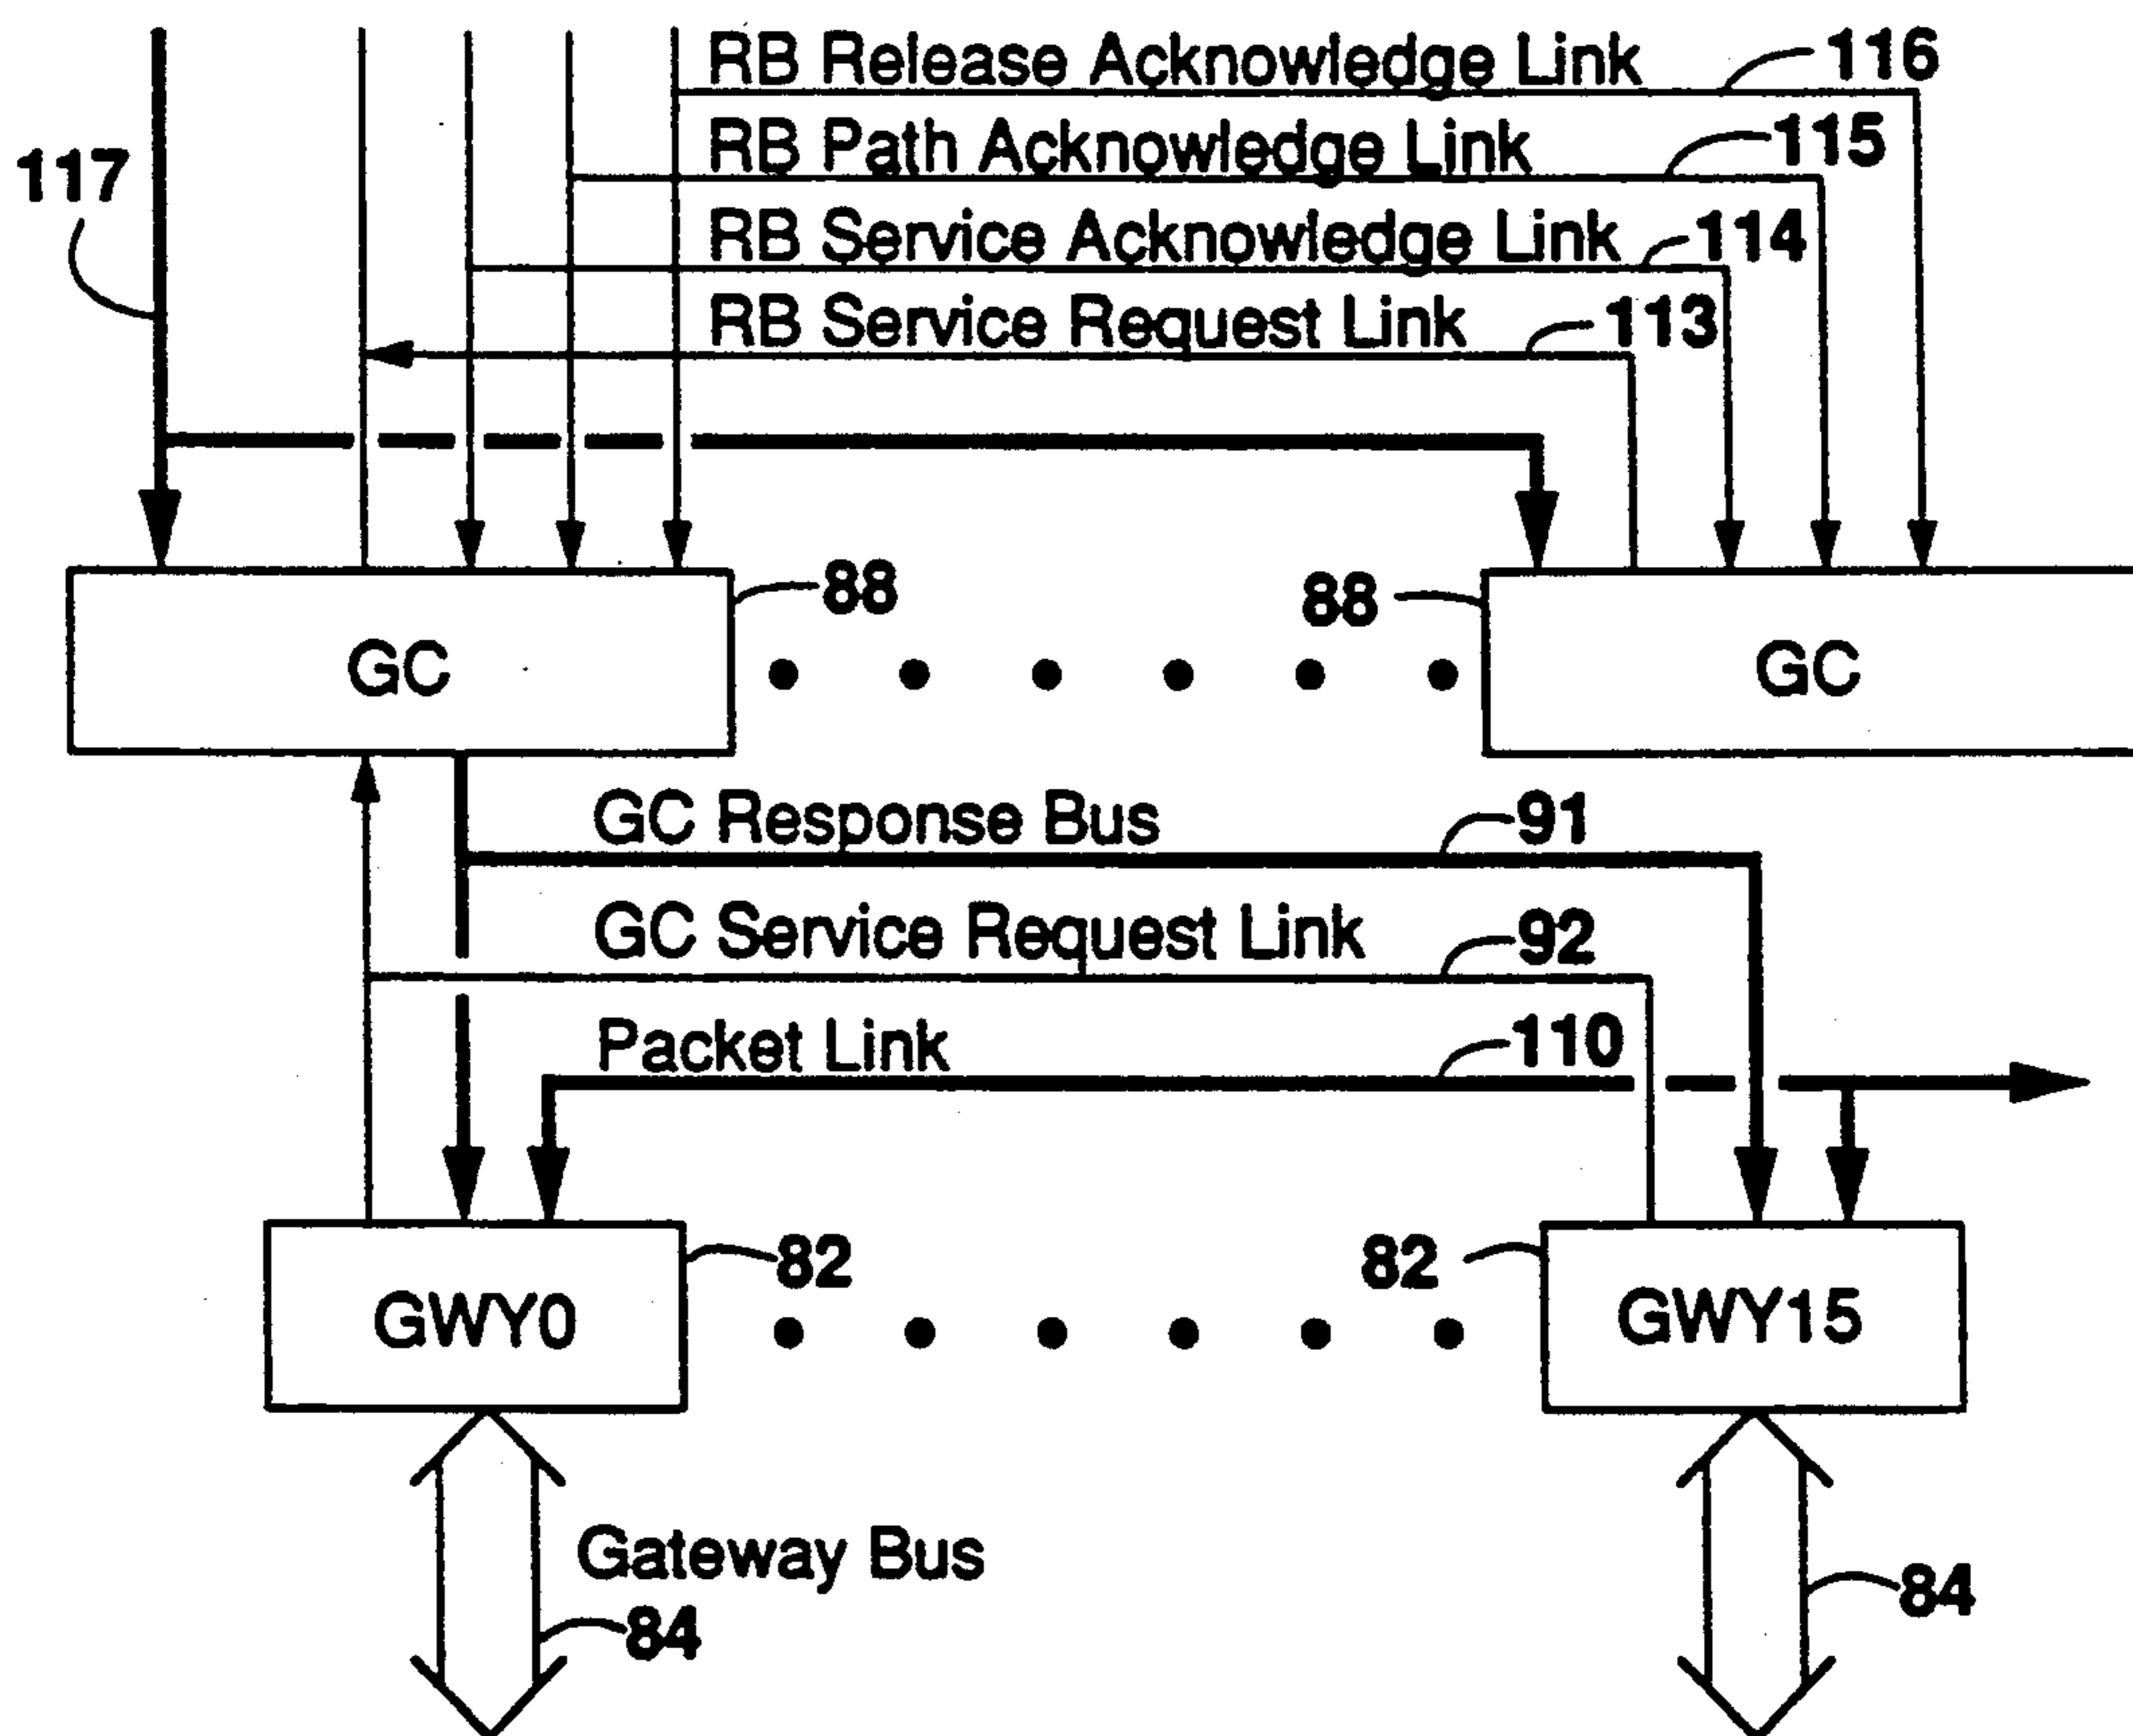 RB Release Acknowledge Link 116
RB Path Acknowledge Link 115
117
RB Service Acknowledge Link 114
RB Service Request Link 113
88 88
GC GC
GC Response Bus 91
GC Service Request Link 92
Packet Link 110
82 82
GWY0 GWY15
Gateway Bus
84
84